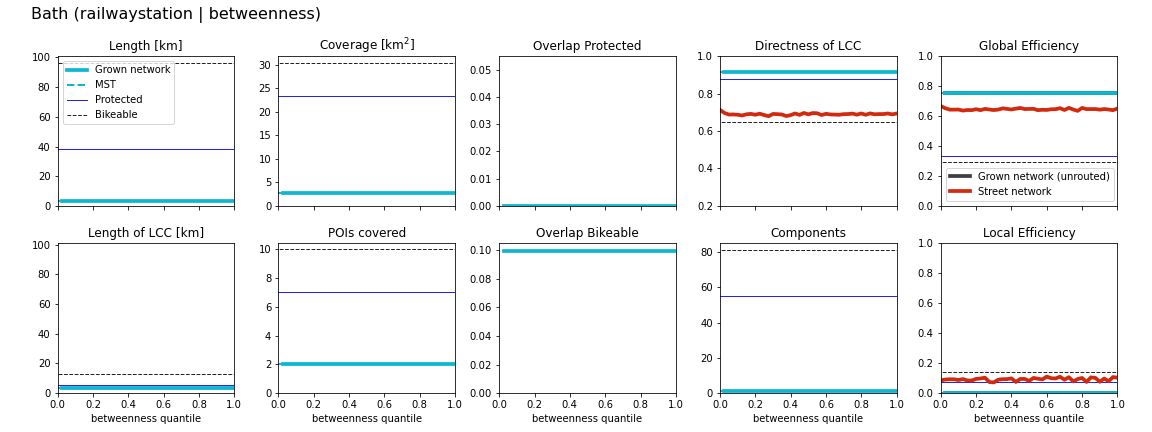 Bath (railwaystation | betweenness)
Length [km]
100
80
60
40
20
0
Grown network
MST
Protected
Bikeable
Coverage [km²]
30
25
20
15
10
5
0
Overlap Protected
0.05
0.04
0.03
0.02
0.01
0.00
Directness of LCC
1.0
0.8
0.6
0.4
0.2
Global Efficiency
1.0
0.8
0.6
0.4
0.2
0.0
Grown network (unrouted)
Street network
Length of LCC [km]
100
80
60
40
20
0
0.0 0.2 0.4 0.6 0.8 1.0
betweenness quantile
POIs covered
10
8
6
4
2
0
0.0 0.2 0.4 0.6 0.8 1.0
betweenness quantile
Overlap Bikeable
0.10
0.08
0.06
0.04
0.02
0.00
0.0 0.2 0.4 0.6 0.8 1.0
betweenness quantile
Components
80
60
40
20
0
0.0 0.2 0.4 0.6 0.8 1.0
betweenness quantile
Local Efficiency
1.0
0.8
0.6
0.4
0.2
0.0
0.0 0.2 0.4 0.6 0.8 1.0
betweenness quantile